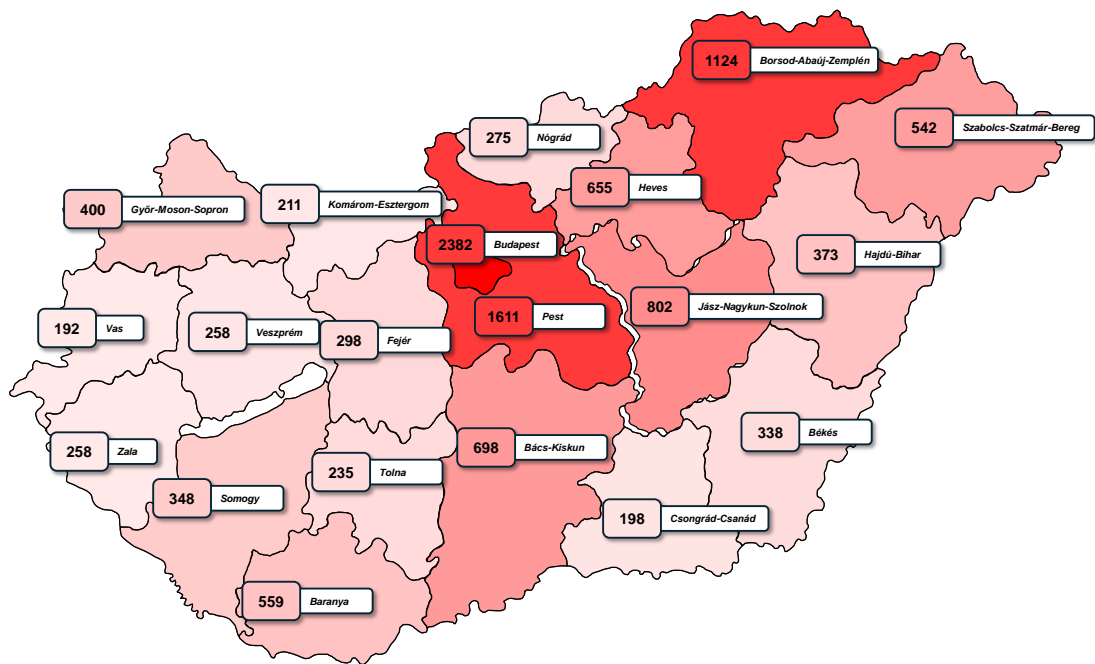 1124 Borsod-Abaúj-Zemplén
542 Szabolcs-Szatmár-Bereg
275 Nógrád
655 Heves
400 Győr-Moson-Sopron
211 Komárom-Esztergom
2382 Budapest
373 Hajdú-Bihar
802 Jász-Nagykun-Szolnok
1611 Pest
192 Vas
258 Veszprém
298 Fejér
338 Békés
698 Bács-Kiskun
258 Zala
235 Tolna
348 Somogy
198 Csongrád-Csanád
559 Baranya